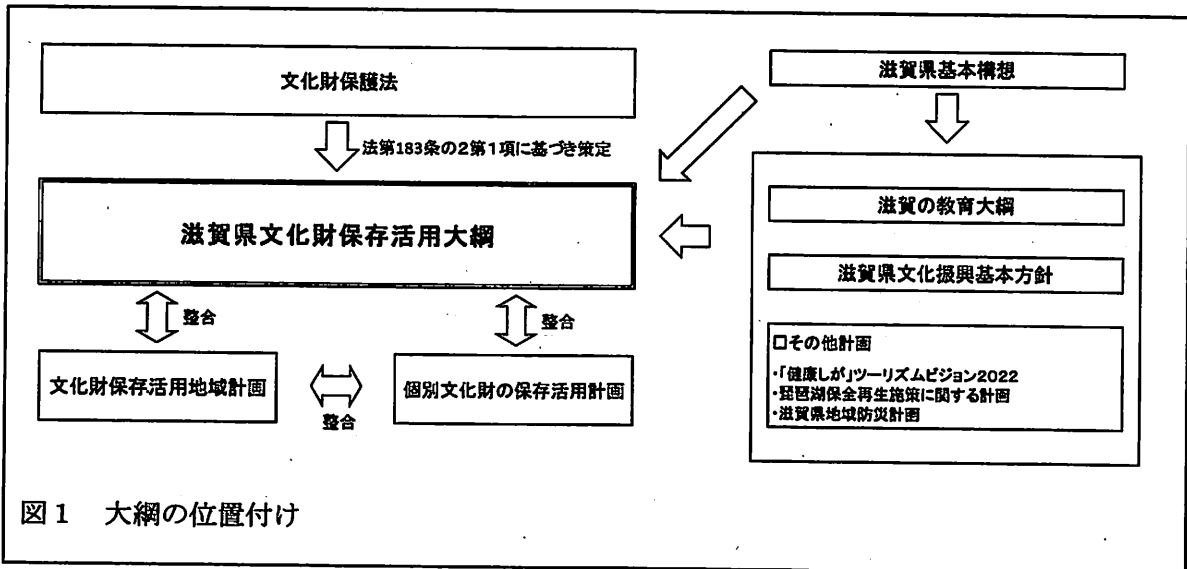 文化財保護法
滋賀県基本構想
法第183条の2第1項に基づき策定
滋賀県文化財保存活用大綱
滋賀の教育大綱
滋賀県文化振興基本方針
整合
整合
文化財保存活用地域計画
個別文化財の保存活用計画
整合
□その他計画
・「健康しが」ツーリズムビジョン2022
・琵琶湖保全再生施策に関する計画
・滋賀県地域防災計画
図1 大綱の位置付け